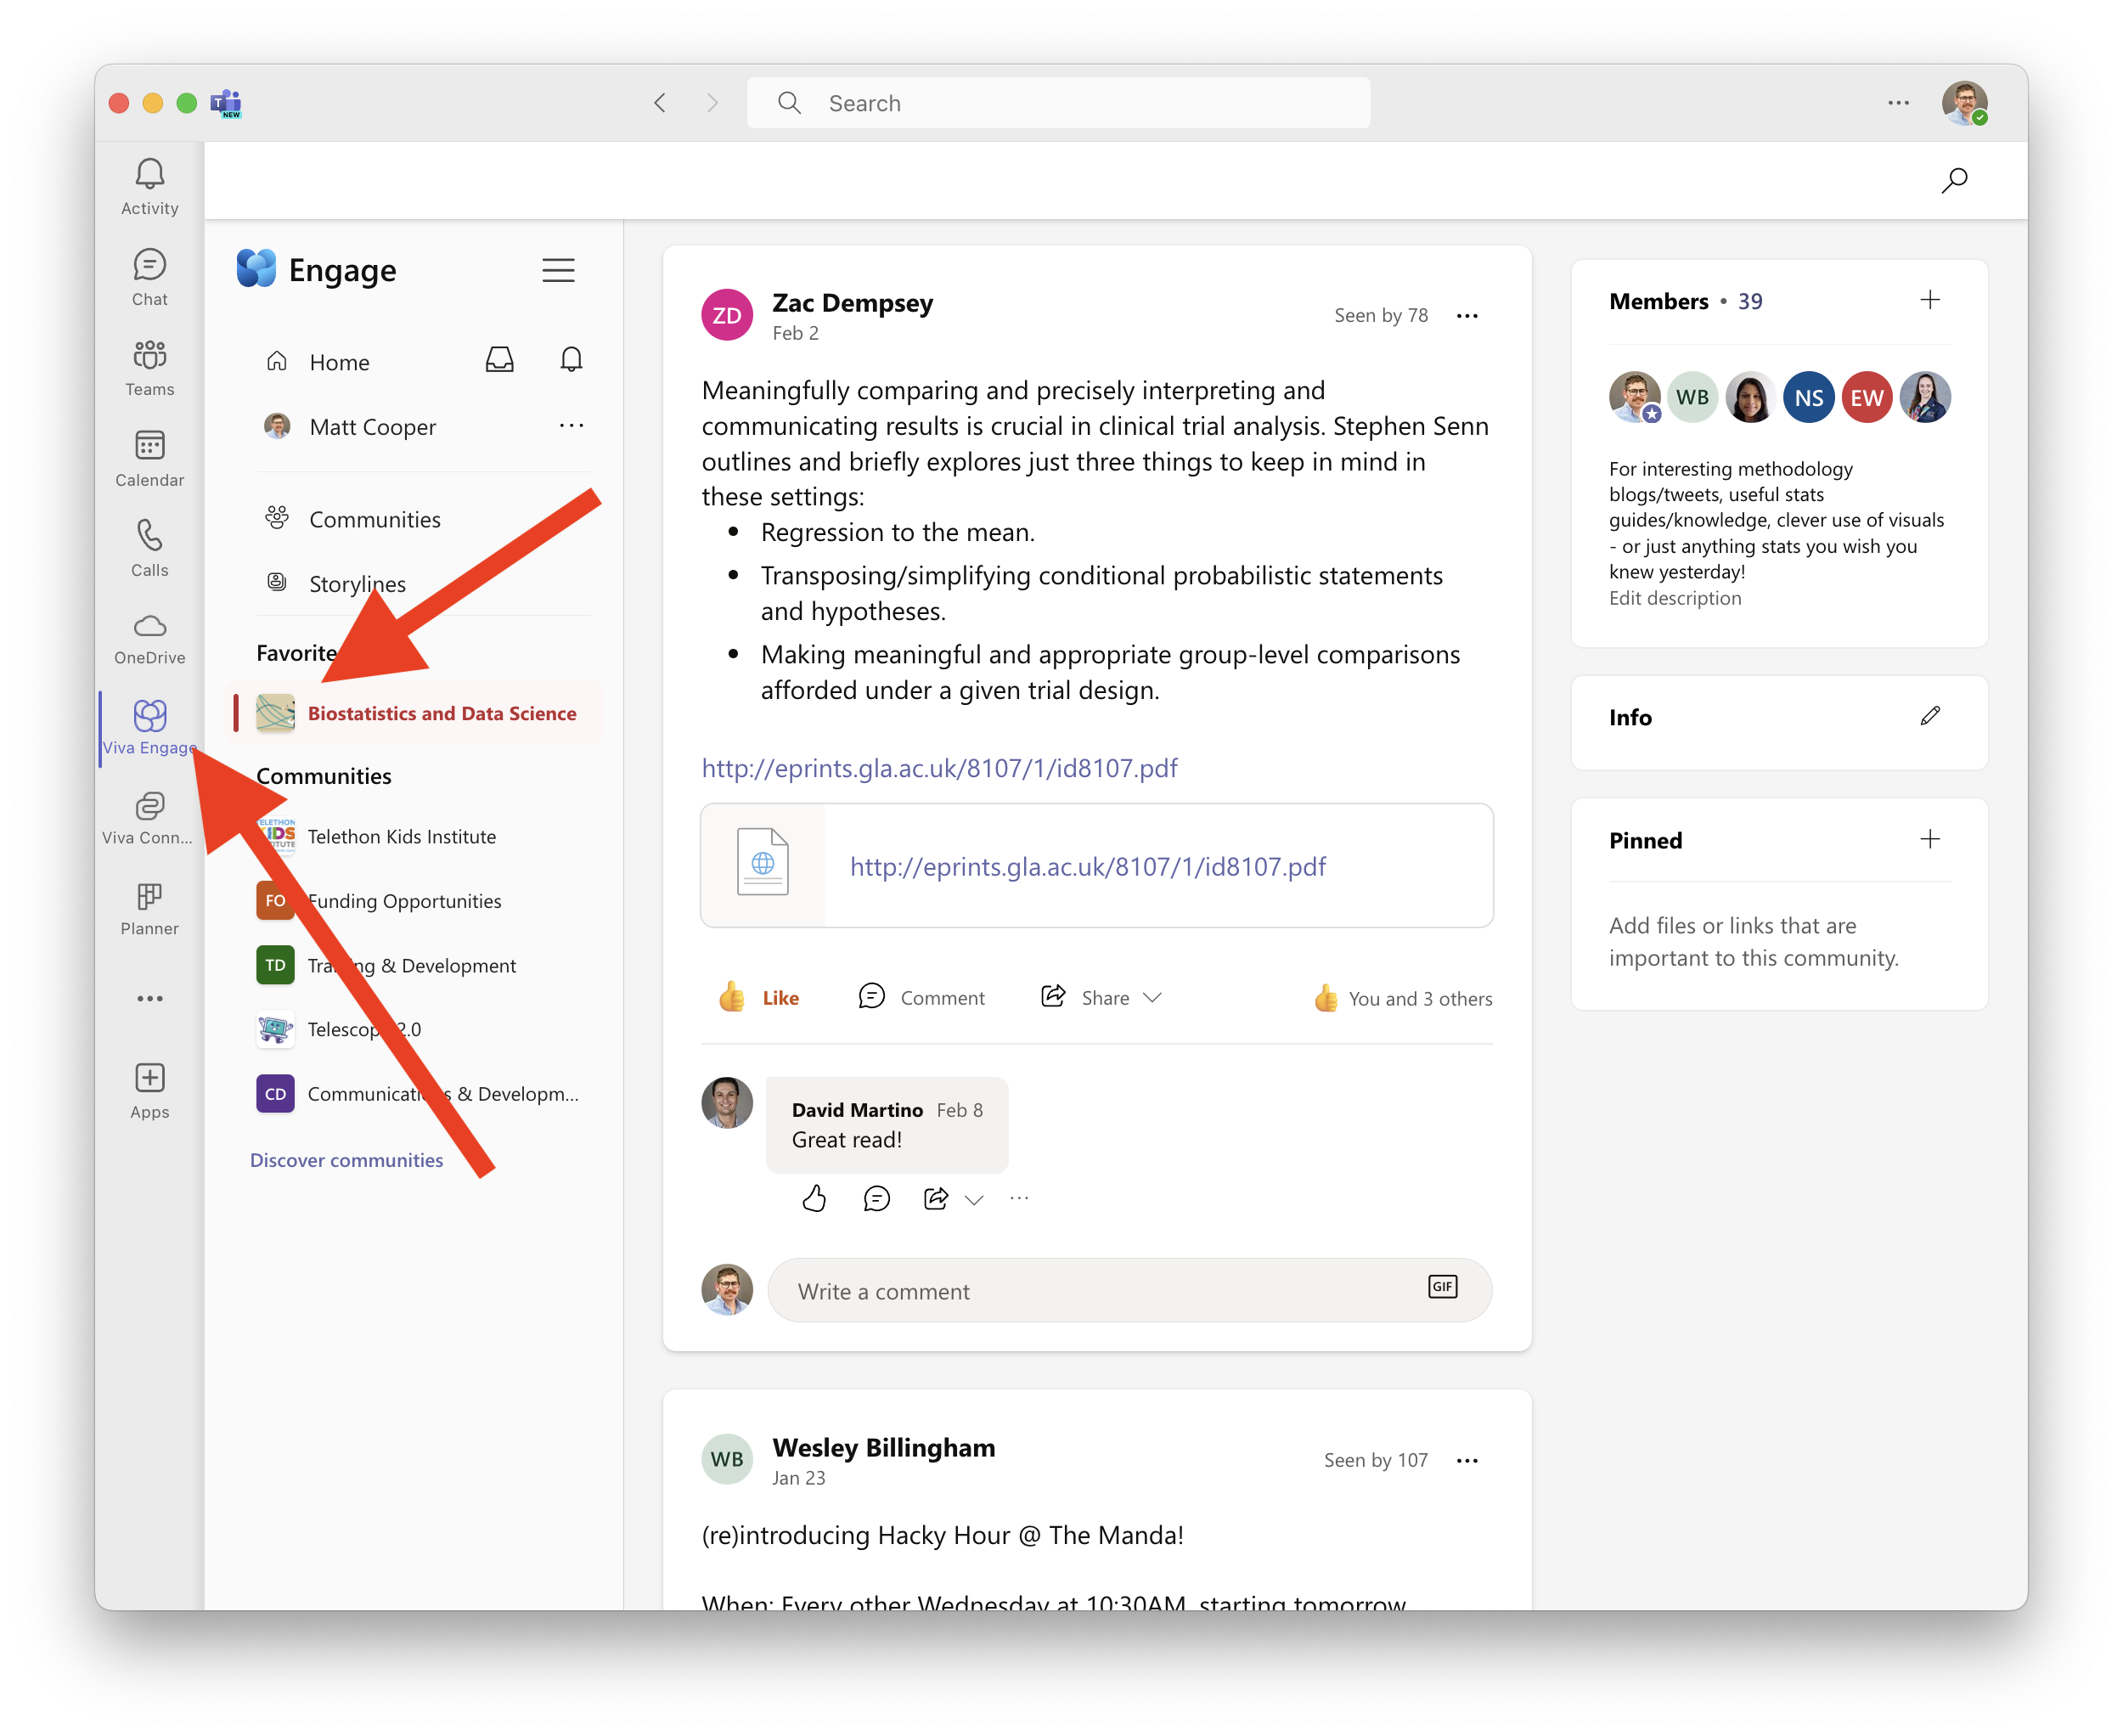 T
NEW
Search
Activity
Chat
Teams
Calendar
Calls
OneDrive
Viva Engage
Viva Conn...
Planner
Apps
Engage
Home
Matt Cooper
Communities
Storylines
Favorite
Biostatistics and Data Science
Communities
Telethon Kids Institute
FO Funding Opportunities
TD & Development
2.0
CD & Developm...
Discover communities
ZD
Zac Dempsey
Feb 2
Seen by 78
Meaningfully comparing and precisely interpreting and
communicating results is crucial in clinical trial analysis. Stephen Senn
outlines and briefly explores just three things to keep in mind in
these settings:
• Regression to the mean.
• Transposing/simplifying conditional probabilistic statements
and hypotheses.
• Making meaningful and appropriate group-level comparisons
afforded under a given trial design.
http://eprints.gla.ac.uk/8107/1/id8107.pdf
http://eprints.gla.ac.uk/8107/1/id8107.pdf
Like
Comment
Share
You and 3 others
David Martino Feb 8
Great read!
Write a comment
GIF
WB
Wesley Billingham
Jan 23
Seen by 107
(re)introducing Hacky Hour @ The Manda!
When: Every other Wednesday at 10:30AM, starting tomorrow
Members • 39
WB
NS
EW
For interesting methodology
blogs/tweets, useful stats
guides/knowledge, clever use of visuals
- or just anything stats you wish you
knew yesterday!
Edit description
Info
Pinned
Add files or links that are
important to this community.